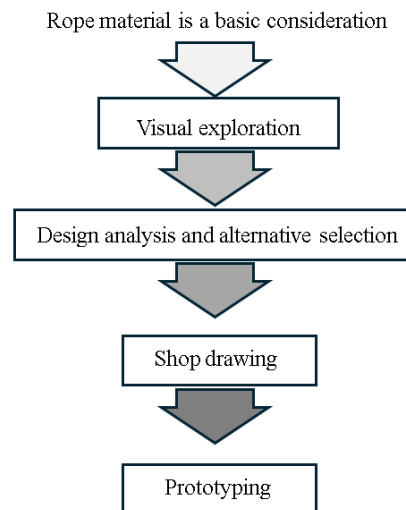 Rope material is a basic consideration
Visual exploration
Design analysis and alternative selection
Shop drawing
Prototyping